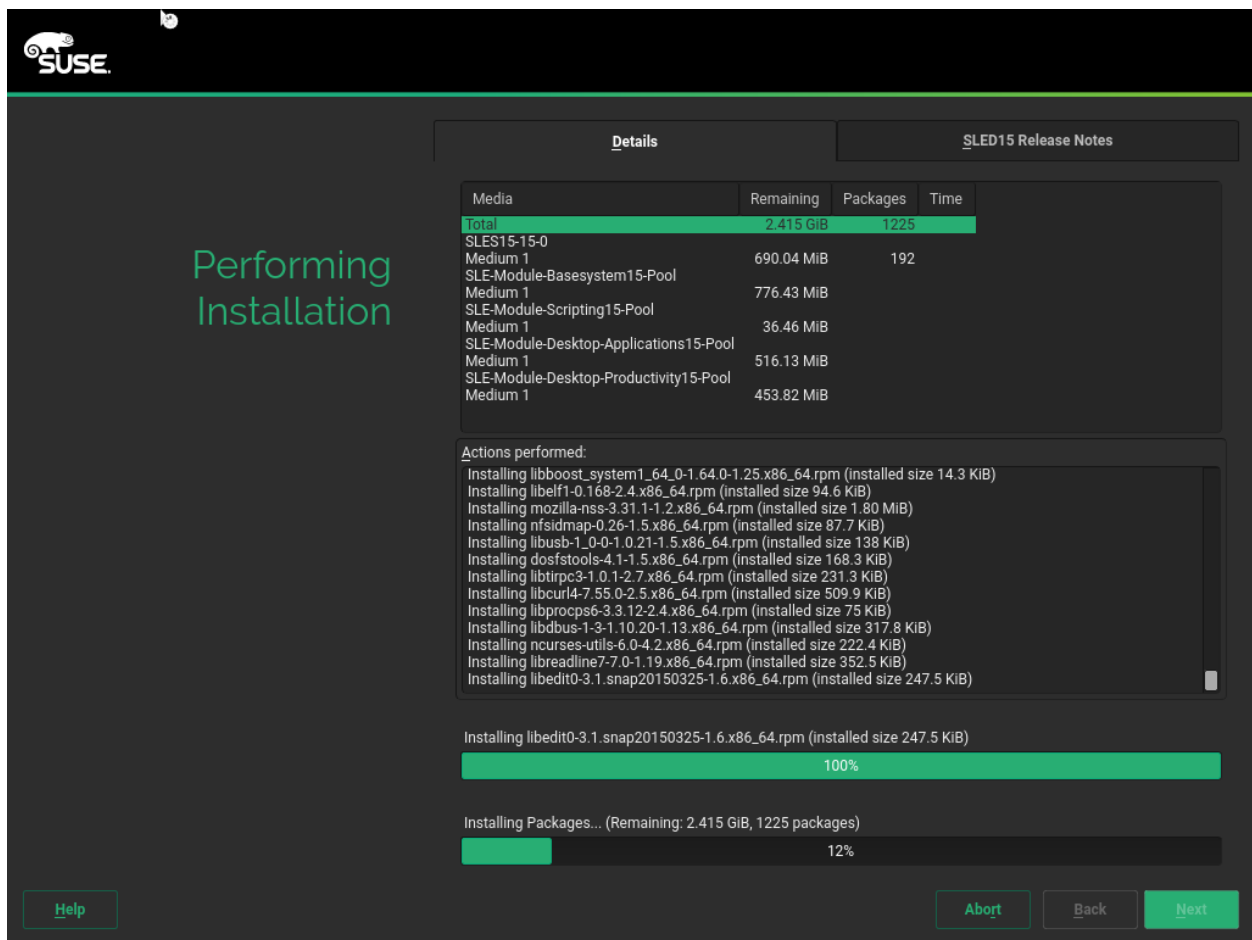 SUSE.
Details
SLED15 Release Notes
Media Remaining Packages Time
Total 2.415 GiB 1225
SLES15-15-0
Medium 1 690.04 MiB 192
SLE-Module-Basesystem15-Pool
Medium 1 776.43 MiB
SLE-Module-Scripting15-Pool
Medium 1 36.46 MiB
SLE-Module-Desktop-Applications15-Pool
Medium 1 516.13 MiB
SLE-Module-Desktop-Productivity15-Pool
Medium 1 453.82 MiB
Performing
Installation
Actions performed:
Installing libboost_system1_64_0-1.64.0-1.25.x86_64.rpm (installed size 14.3 KiB)
Installing libelf1-0.168-2.4.x86_64.rpm (installed size 94.6 KiB)
Installing mozilla-nss-3.31.1-1.2.x86_64.rpm (installed size 1.80 MiB)
Installing nfsidmap-0.26-1.5.x86_64.rpm (installed size 87.7 KiB)
Installing libusb-1_0-0-1.0.21-1.5.x86_64.rpm (installed size 138 KiB)
Installing dosfstools-4.1-1.5.x86_64.rpm (installed size 168.3 KiB)
Installing libtirpc3-1.0.1-2.7.x86_64.rpm (installed size 231.3 KiB)
Installing libcurl4-7.55.0-2.5.x86_64.rpm (installed size 509.9 KiB)
Installing libprocps6-3.3.12-2.4.x86_64.rpm (installed size 75 KiB)
Installing libdbus-1-3-1.10.20-1.13.x86_64.rpm (installed size 317.8 KiB)
Installing ncurses-utils-6.0-4.2.x86_64.rpm (installed size 222.4 KiB)
Installing libreadline7-7.0-1.19.x86_64.rpm (installed size 352.5 KiB)
Installing libedit0-3.1.snap20150325-1.6.x86_64.rpm (installed size 247.5 KiB)
Installing libedit0-3.1.snap20150325-1.6.x86_64.rpm (installed size 247.5 KiB)
100%
Installing Packages... (Remaining: 2.415 GiB, 1225 packages)
12%
Help
Abort
Back
Next